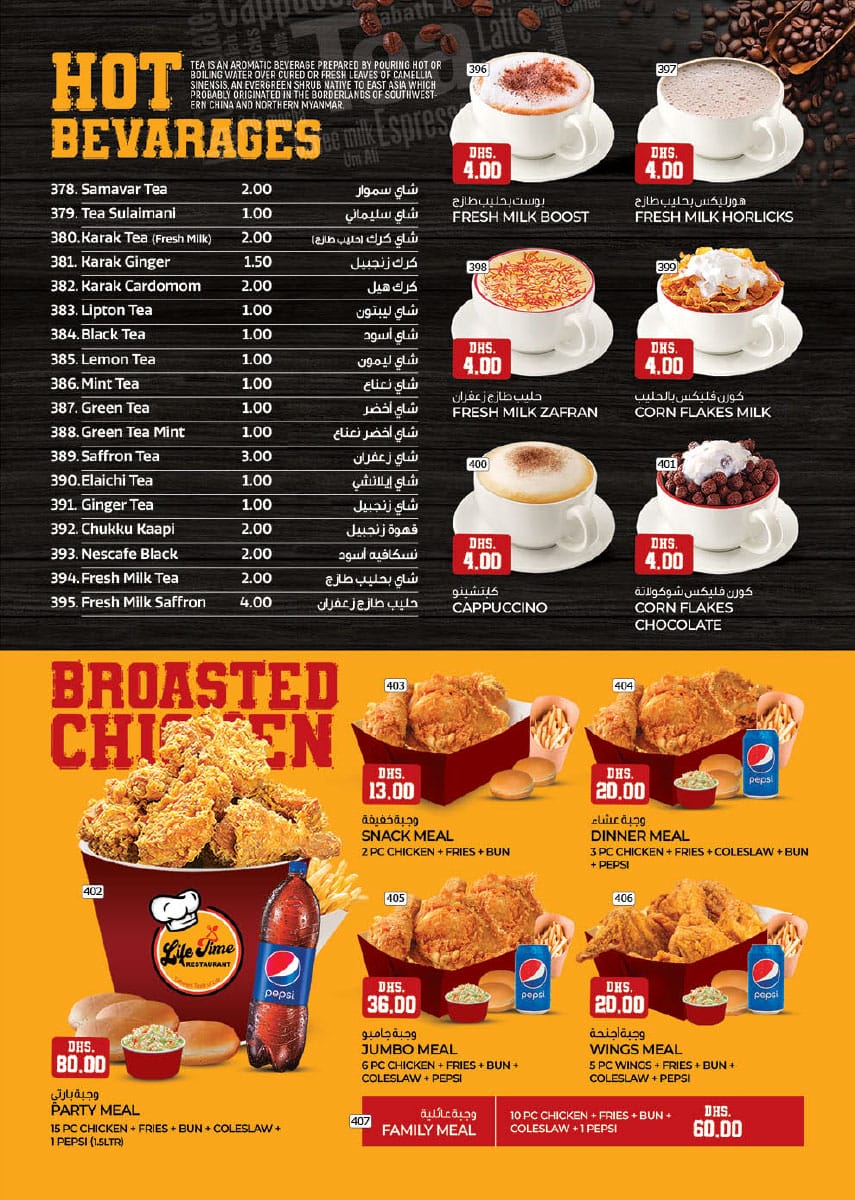 HOT
BEVARAGES
TEA IS AN AROMATIC BEVERAGE PREPARED BY POURING HOT OR
BOILING WATER OVER CURED OR FRESH LEAVES OF CAMELLIA
SINENSIS, AN EVERGREEN SHRUB NATIVE TO EAST ASIA WHICH
PROBABLY ORIGINATED IN THE BORDERLANDS OF SOUTHWEST-
ERN CHINA AND NORTHERN MYANMAR.
378. Samavar Tea 2.00 شاي سموار
379. Tea Sulaimani 1.00 شاي سليماني
380. Karak Tea (Fresh Milk) 2.00 شاي كرك (حليب طازج)
381. Karak Ginger 1.50 كرك زنجبيل
382. Karak Cardomom 2.00 كرك هيل
383. Lipton Tea 1.00 شاي ليبتون
384. Black Tea 1.00 شاي أسود
385. Lemon Tea 1.00 شاي ليمون
386. Mint Tea 1.00 شاي نعناع
387. Green Tea 1.00 شاي أخضر
388. Green Tea Mint 1.00 شاي أخضر نعناع
389. Saffron Tea 3.00 شاي زعفران
390. Elaichi Tea 1.00 شاي إيلانشي
391. Ginger Tea 1.00 شاي زنجبيل
392. Chukku Kaapi 2.00 قهوة زنجبيل
393. Nescafe Black 2.00 نسكافيه أسود
394. Fresh Milk Tea 2.00 شاي بحليب طازج
395. Fresh Milk Saffron 4.00 حليب طازج زعفران
396
DHS.
4.00
بوست بحليب طازج
FRESH MILK BOOST
397
DHS.
4.00
هورليكس بحليب طازج
FRESH MILK HORLICKS
398
DHS.
4.00
حليب طازج زعفران
FRESH MILK ZAFRAN
399
DHS.
4.00
كورن فليكس بالحليب
CORN FLAKES MILK
400
DHS.
4.00
كابتشينو
CAPPUCCINO
401
DHS.
4.00
كورن فليكس شوكولاتة
CORN FLAKES
CHOCOLATE
BROASTED
CHICKEN
402
Life Time
RESTAURANT
pepsi
DHS.
80.00
وجبة بارتي
PARTY MEAL
15 PC CHICKEN + FRIES + BUN + COLESLAW +
1 PEPSI (1.5LTR)
403
DHS.
13.00
وجبة خفيفة
SNACK MEAL
2 PC CHICKEN + FRIES + BUN
404
pepsi
DHS.
20.00
وجبة عشاء
DINNER MEAL
3 PC CHICKEN + FRIES + COLESLAW + BUN
+ PEPSI
405
pepsi
DHS.
36.00
وجبة جامبو
JUMBO MEAL
6 PC CHICKEN + FRIES + BUN +
COLESLAW + PEPSI
406
pepsi
DHS.
20.00
وجبة أجنحة
WINGS MEAL
5 PC WINGS + FRIES + BUN +
COLESLAW + PEPSI
407
وجبة عائلية
FAMILY MEAL
10 PC CHICKEN + FRIES + BUN +
COLESLAW + 1 PEPSI
DHS.
60.00